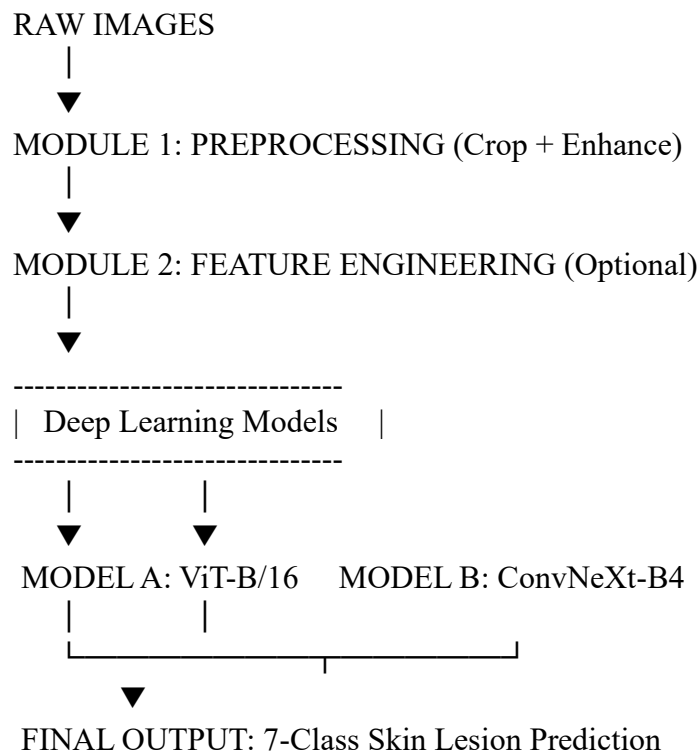 RAW IMAGES
MODULE 1: PREPROCESSING (Crop + Enhance)
MODULE 2: FEATURE ENGINEERING (Optional)
-------------------------------
| Deep Learning Models |
-------------------------------
MODEL A: ViT-B/16 MODEL B: ConvNeXt-B4
FINAL OUTPUT: 7-Class Skin Lesion Prediction